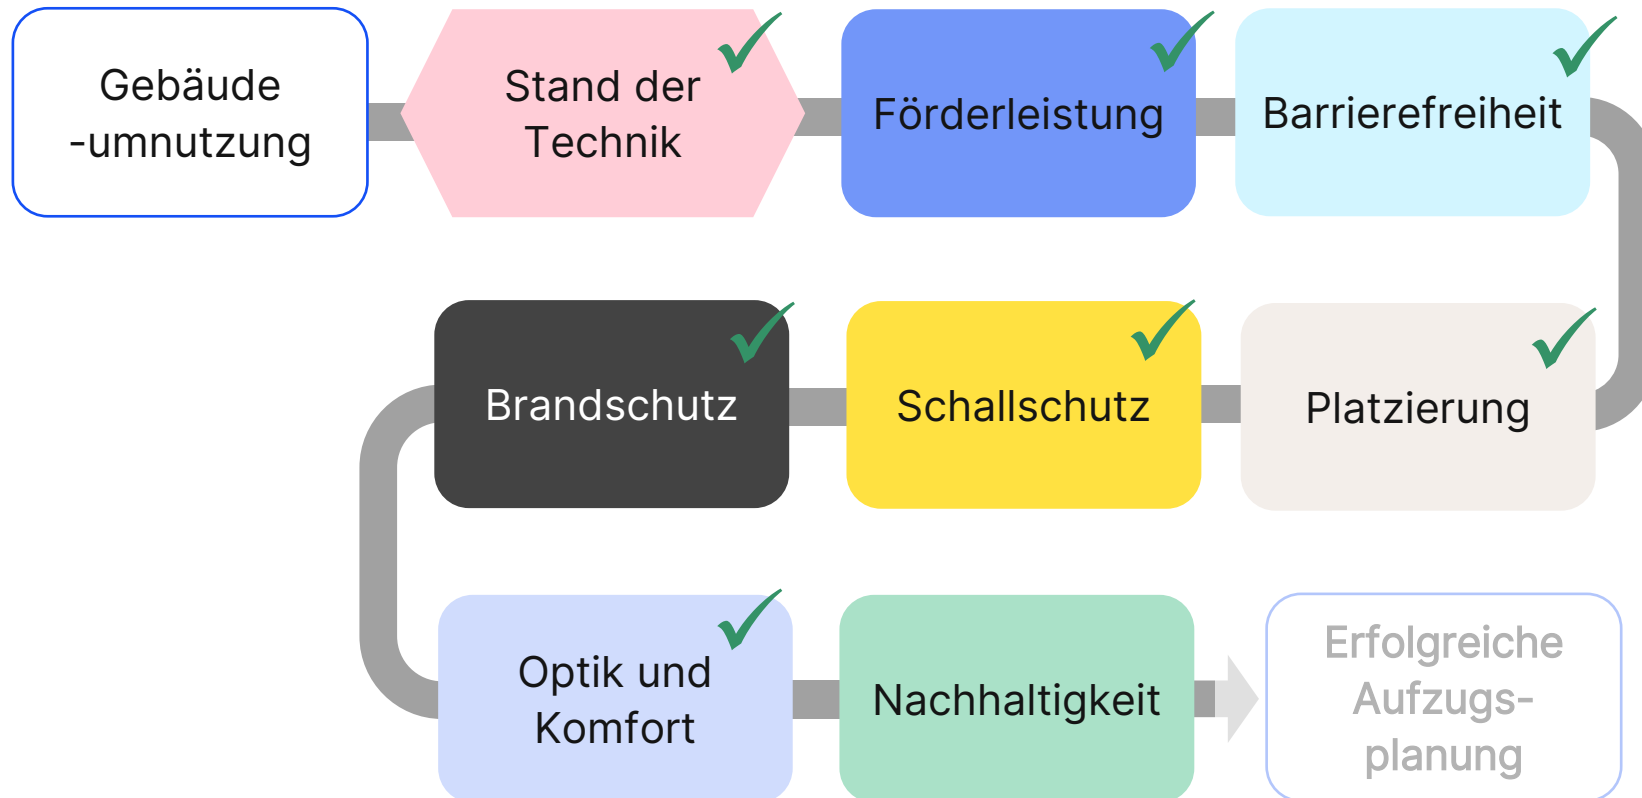 Gebäude
-umnutzung
Stand der
Technik
Förderleistung
Barrierefreiheit
Brandschutz
Schallschutz
Platzierung
Optik und
Komfort
Nachhaltigkeit
Erfolgreiche
Aufzugs-
planung